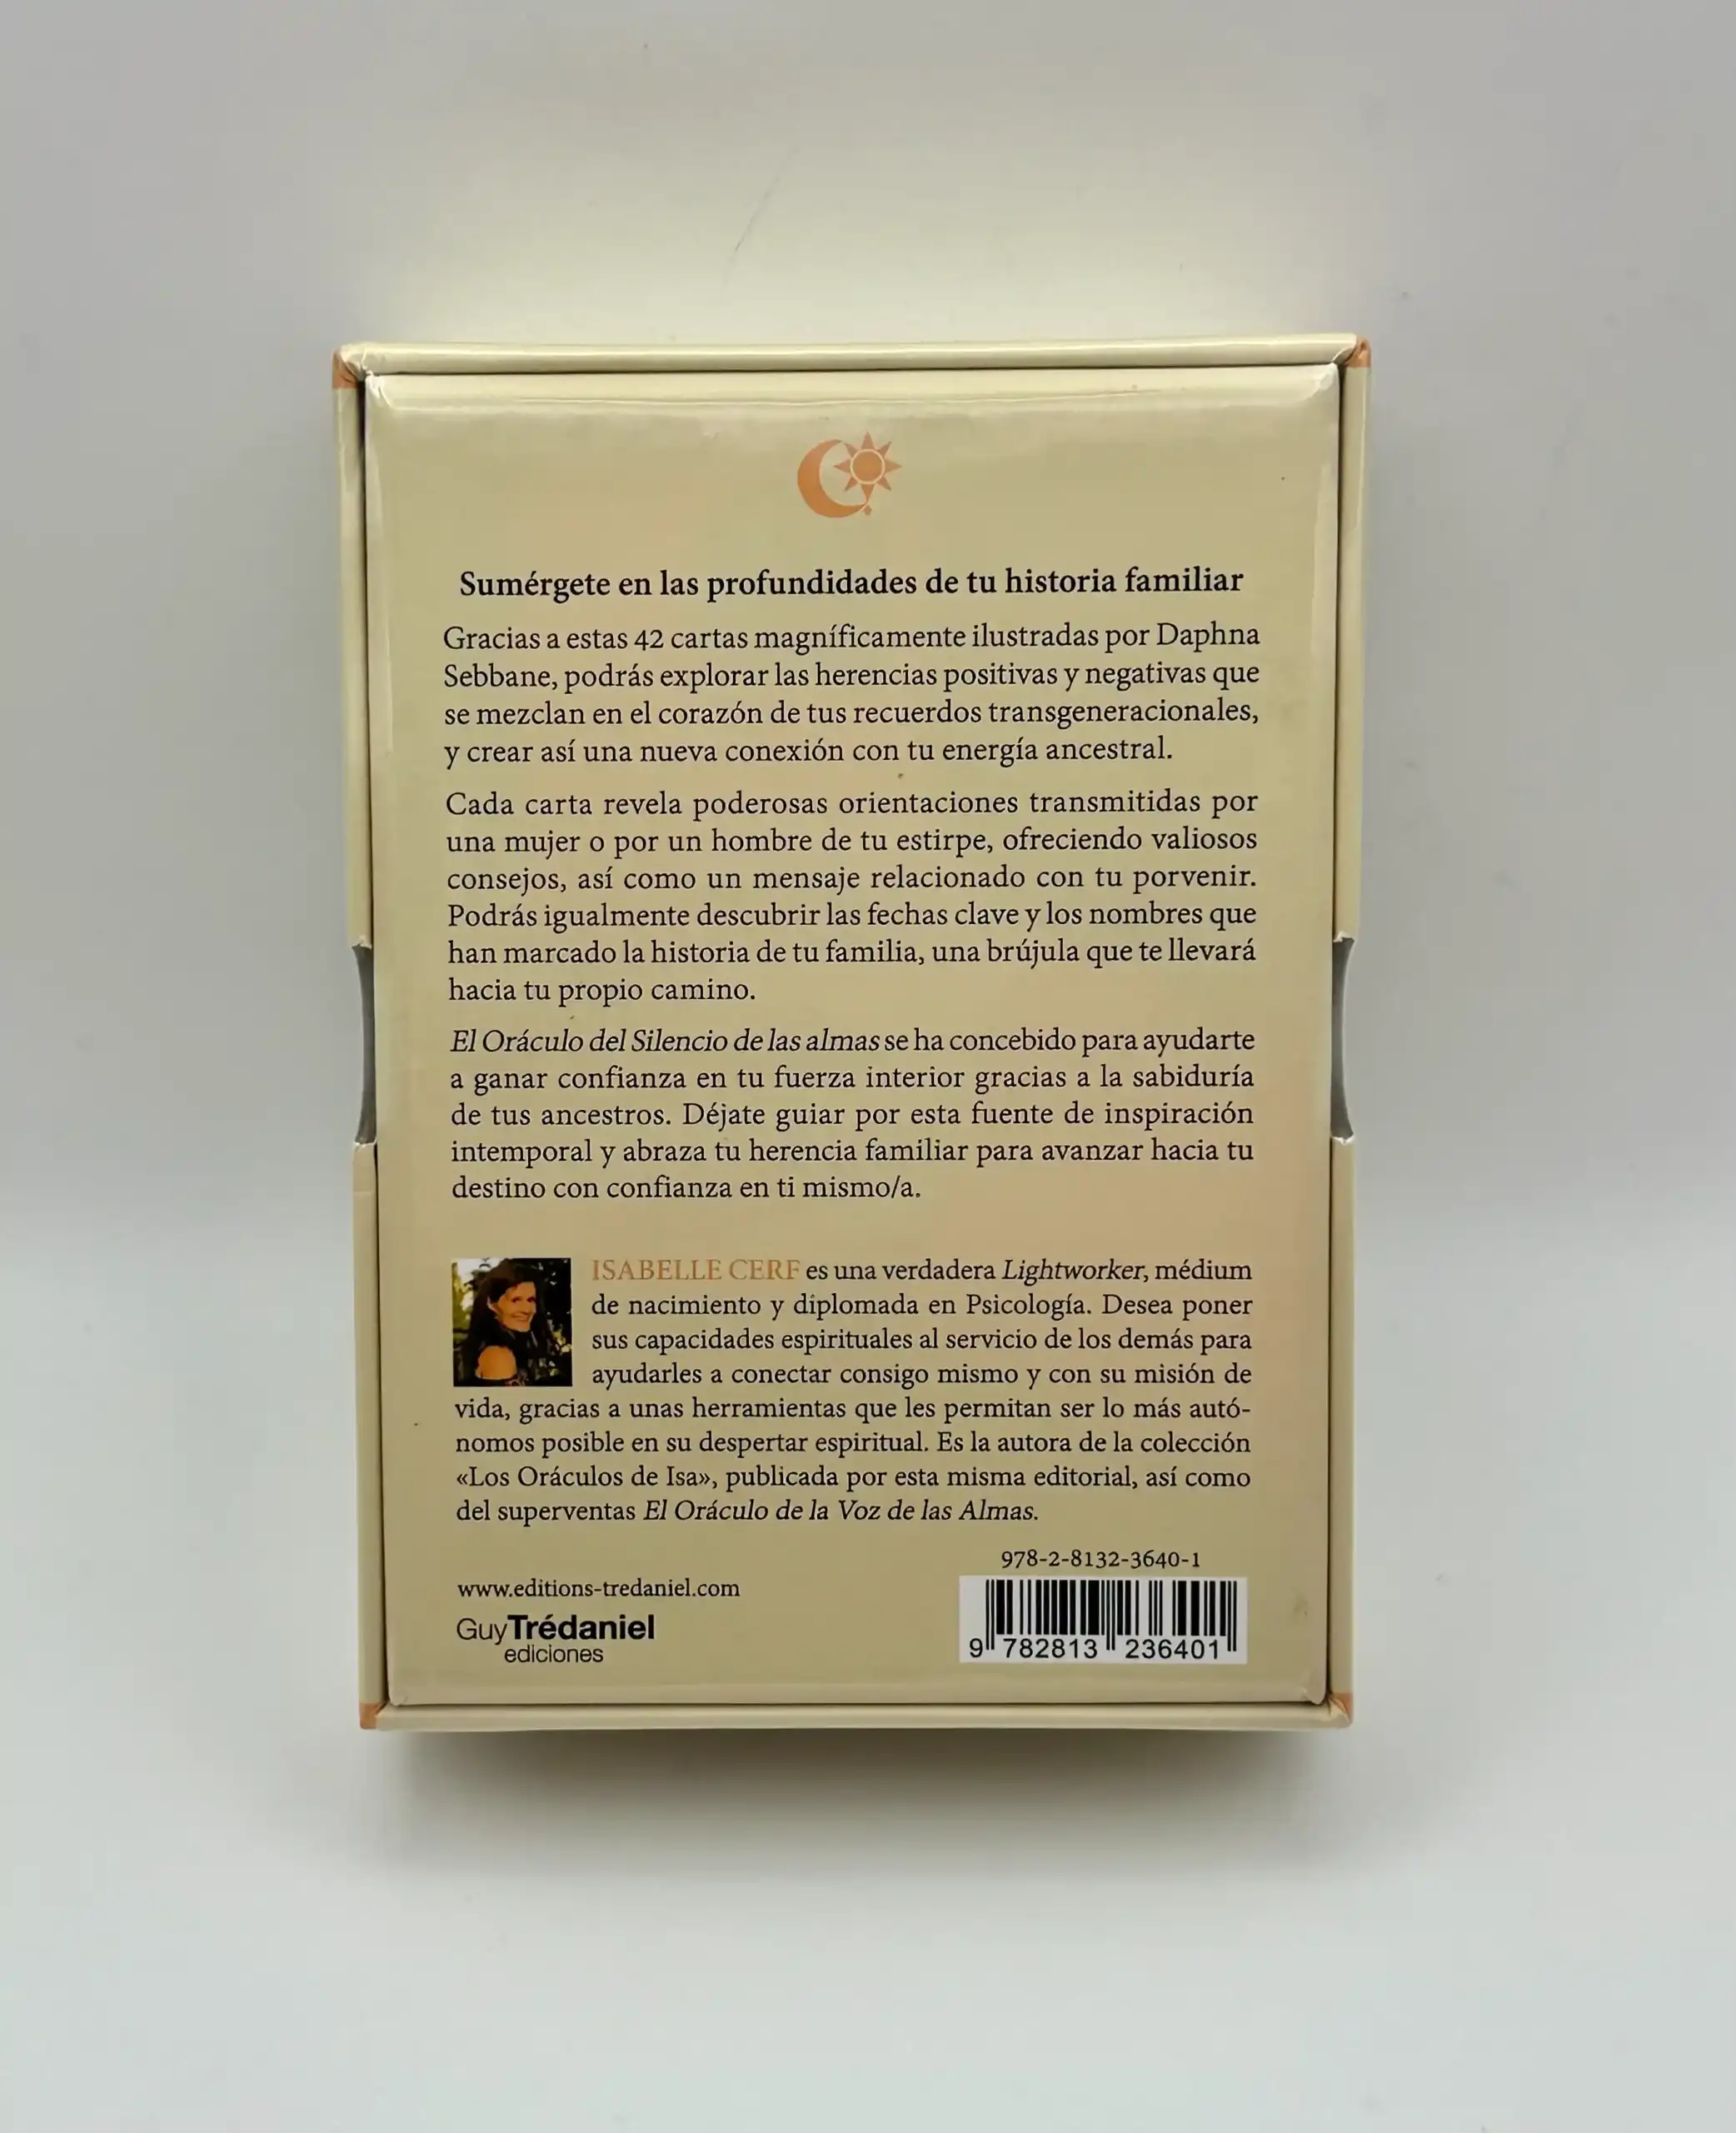 Sumérgete en las profundidades de tu historia familiar
Gracias a estas 42 cartas magníficamente ilustradas por Daphna
Sebbane, podrás explorar las herencias positivas y negativas que
se mezclan en el corazón de tus recuerdos transgeneracionales,
y crear así una nueva conexión con tu energía ancestral.
Cada carta revela poderosas orientaciones transmitidas por
una mujer o por un hombre de tu estirpe, ofreciendo valiosos
consejos, así como un mensaje relacionado con tu porvenir.
Podrás igualmente descubrir las fechas clave y los nombres que
han marcado la historia de tu familia, una brújula que te llevará
hacia tu propio camino.
El Oráculo del Silencio de las almas se ha concebido para ayudarte
a ganar confianza en tu fuerza interior gracias a la sabiduría
de tus ancestros. Déjate guiar por esta fuente de inspiración
intemporal y abraza tu herencia familiar para avanzar hacia tu
destino con confianza en ti mismo/a.
ISABELLE CERF es una verdadera Lightworker, médium
de nacimiento y diplomada en Psicología. Desea poner
sus capacidades espirituales al servicio de los demás para
ayudarles a conectar consigo mismo y con su misión de
vida, gracias a unas herramientas que les permitan ser lo más autó-
nomos posible en su despertar espiritual. Es la autora de la colección
«Los Oráculos de Isa», publicada por esta misma editorial, así como
del superventas El Oráculo de la Voz de las Almas.
978-2-8132-3640-1
www.editions-tredaniel.com
GuyTrédaniel
ediciones
9 782813 236401